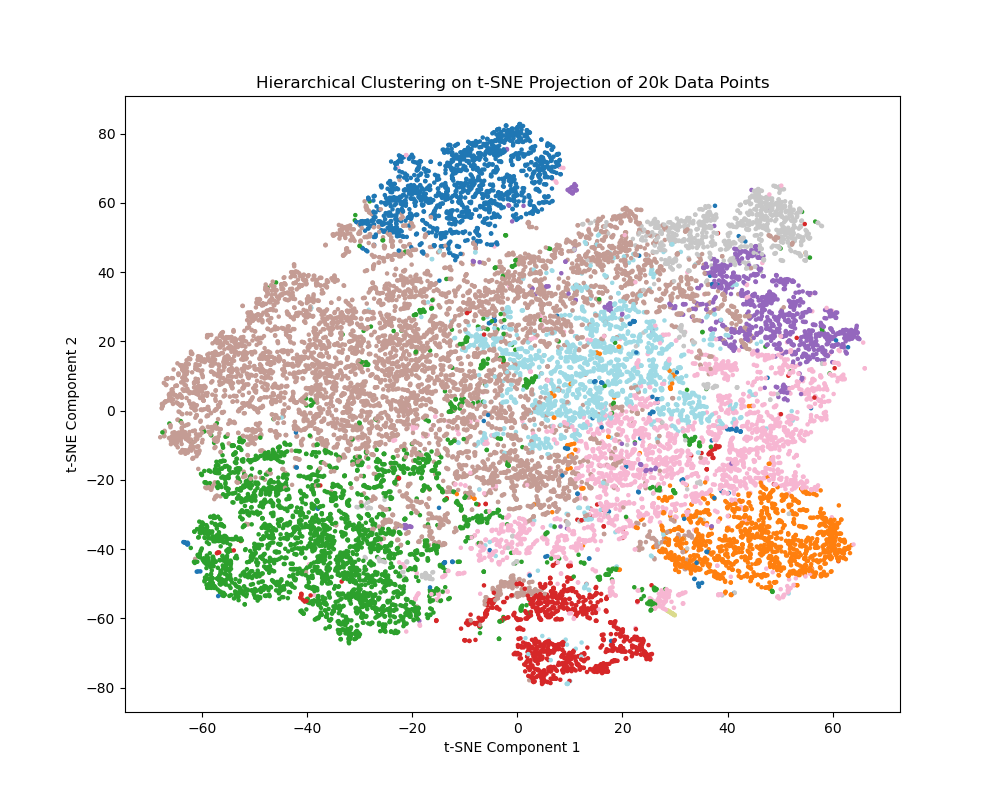 Hierarchical Clustering on t-SNE Projection of 20k Data Points
80
60
40
20
0
−20
−40
−60
−80
t-SNE Component 2
−60 −40 −20 0 20 40 60
t-SNE Component 1